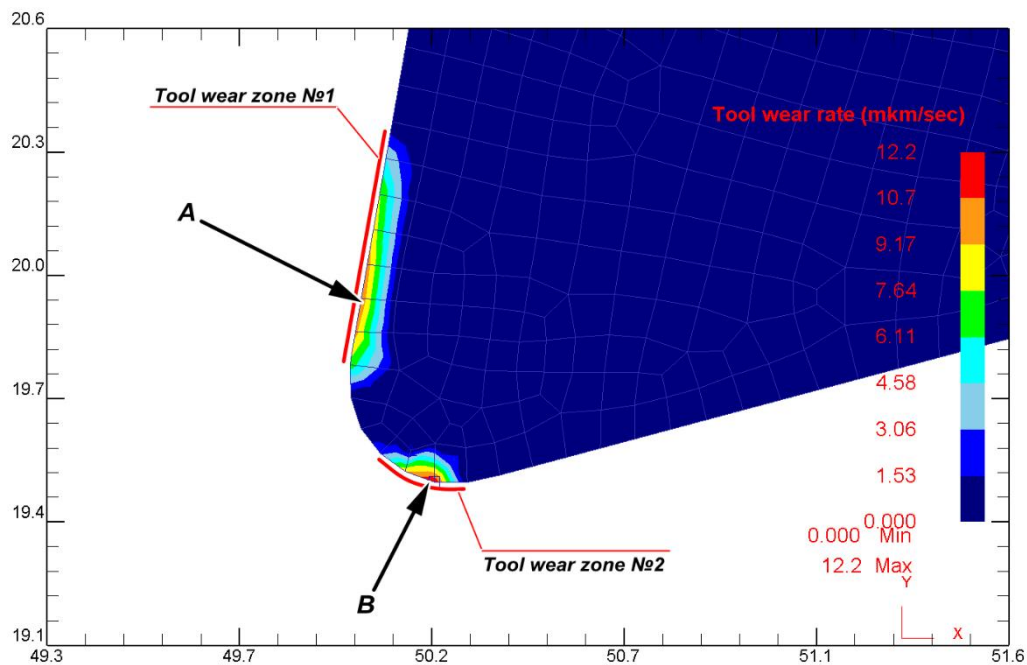 20.6
Tool wear zone №1
Tool wear rate (mkm/sec)
20.3
12.2
10.7
A
9.17
20.0
7.64
6.11
4.58
19.7
3.06
1.53
19.4
0.000
0.000 Min
Tool wear zone №2
12.2 Max
B
Y
X
19.1
49.3
49.7
50.2
50.7
51.1
51.6